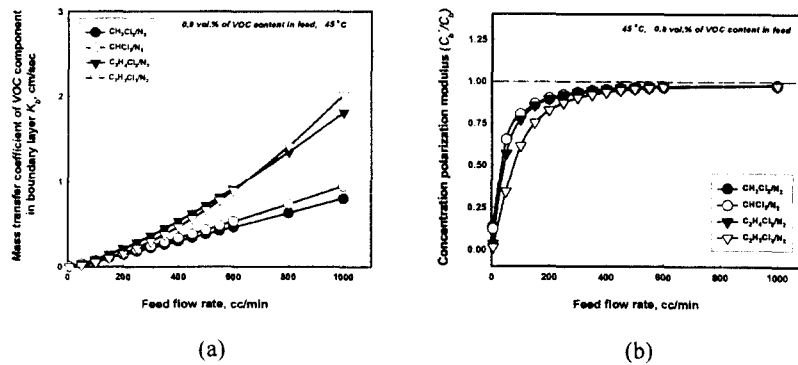 0.8 vol.% of VOC content in feed, 45°C
CH₂Cl₂/N₂
CHCl₃/N₂
C₂H₄Cl₂/N₂
C₂H₃Cl₃/N₂
Mass transfer coefficient of VOC component
in boundary layer K_b, cm/sec
3
2
1
0
0 200 400 600 800 1000
Feed flow rate, cc/min
(a)
45°C, 0.8 vol.% of VOC content in feed
Concentration polarization modulus (C_b*/C_b)
1.25
1.00
0.75
0.50
0.25
0.00
CH₂Cl₂/N₂
CHCl₃/N₂
C₂H₄Cl₂/N₂
C₂H₃Cl₃/N₂
0 200 400 600 800 1000
Feed flow rate, cc/min
(b)